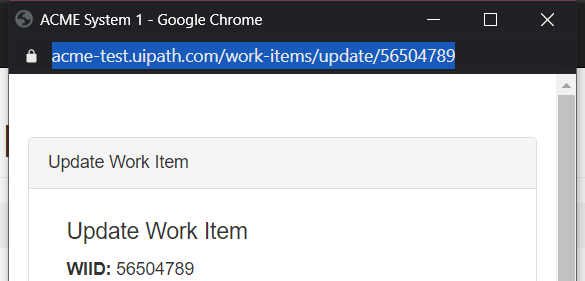 ACME System 1 - Google Chrome
acme-test.uipath.com/work-items/update/56504789
Update Work Item
Update Work Item
WIID: 56504789